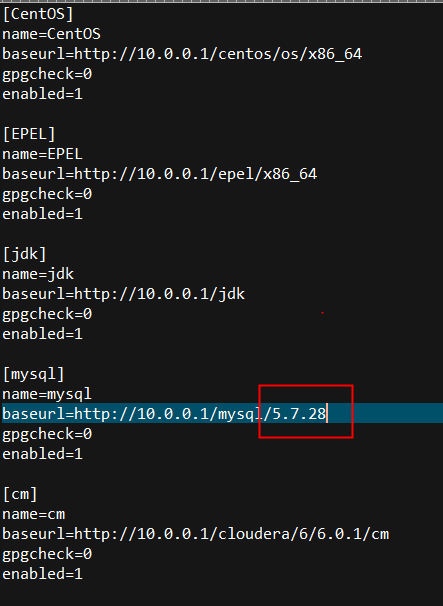 [CentOS]
name=CentOS
baseurl=http://10.0.0.1/centos/os/x86_64
gpgcheck=0
enabled=1
[EPEL]
name=EPEL
baseurl=http://10.0.0.1/epel/x86_64
gpgcheck=0
enabled=1
[jdk]
name=jdk
baseurl=http://10.0.0.1/jdk
gpgcheck=0
enabled=1
[mysql]
name=mysql
baseurl=http://10.0.0.1/mysql/5.7.28
gpgcheck=0
enabled=1
[cm]
name=cm
baseurl=http://10.0.0.1/cloudera/6/6.0.1/cm
gpgcheck=0
enabled=1